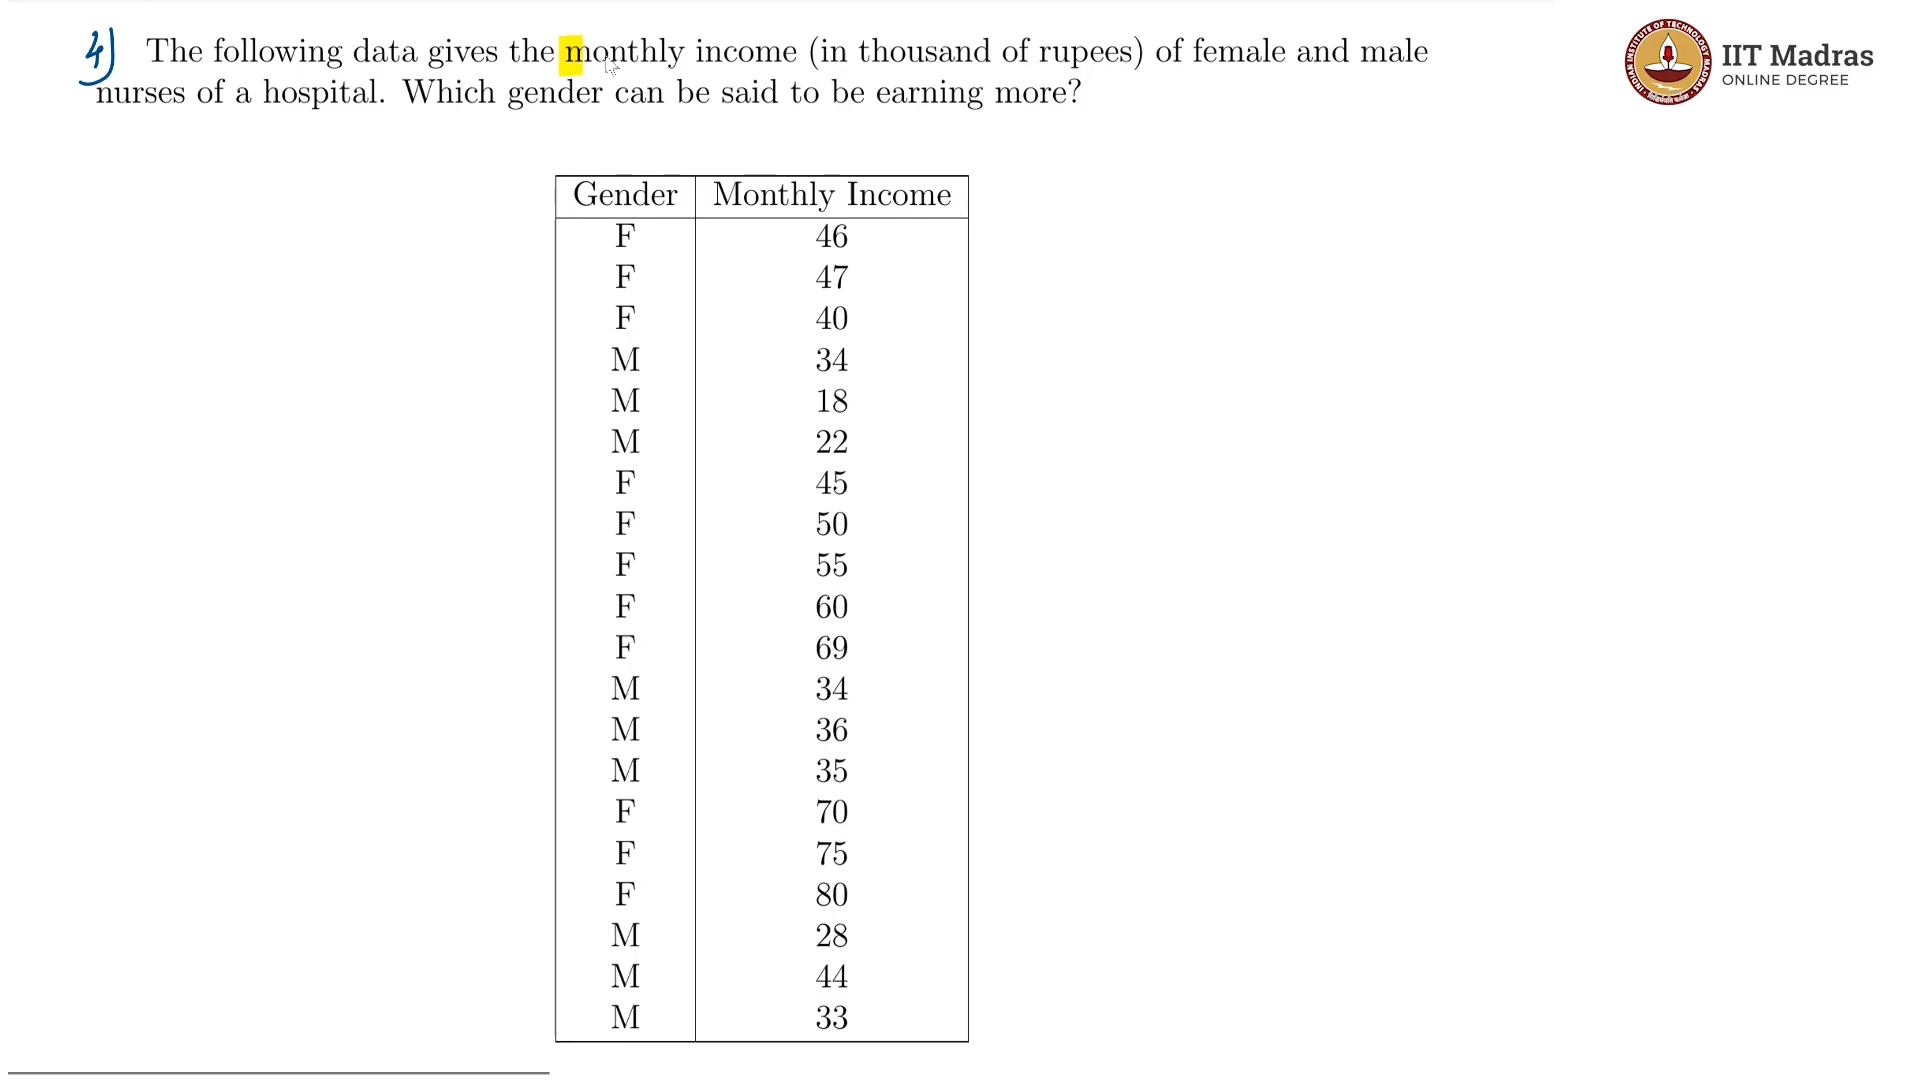 4) The following data gives the monthly income (in thousand of rupees) of female and male
nurses of a hospital. Which gender can be said to be earning more?
IIT Madras
ONLINE DEGREE
Gender Monthly Income
F 46
F 47
F 40
M 34
M 18
M 22
F 45
F 50
F 55
F 60
F 69
M 34
M 36
M 35
F 70
F 75
F 80
M 28
M 44
M 33